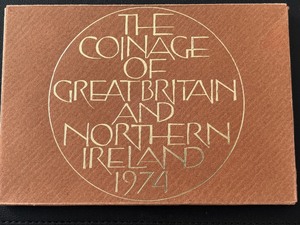 THE
COINAGE
OF
GREAT BRITAIN
AND
NORTHERN
IRELAND
1974